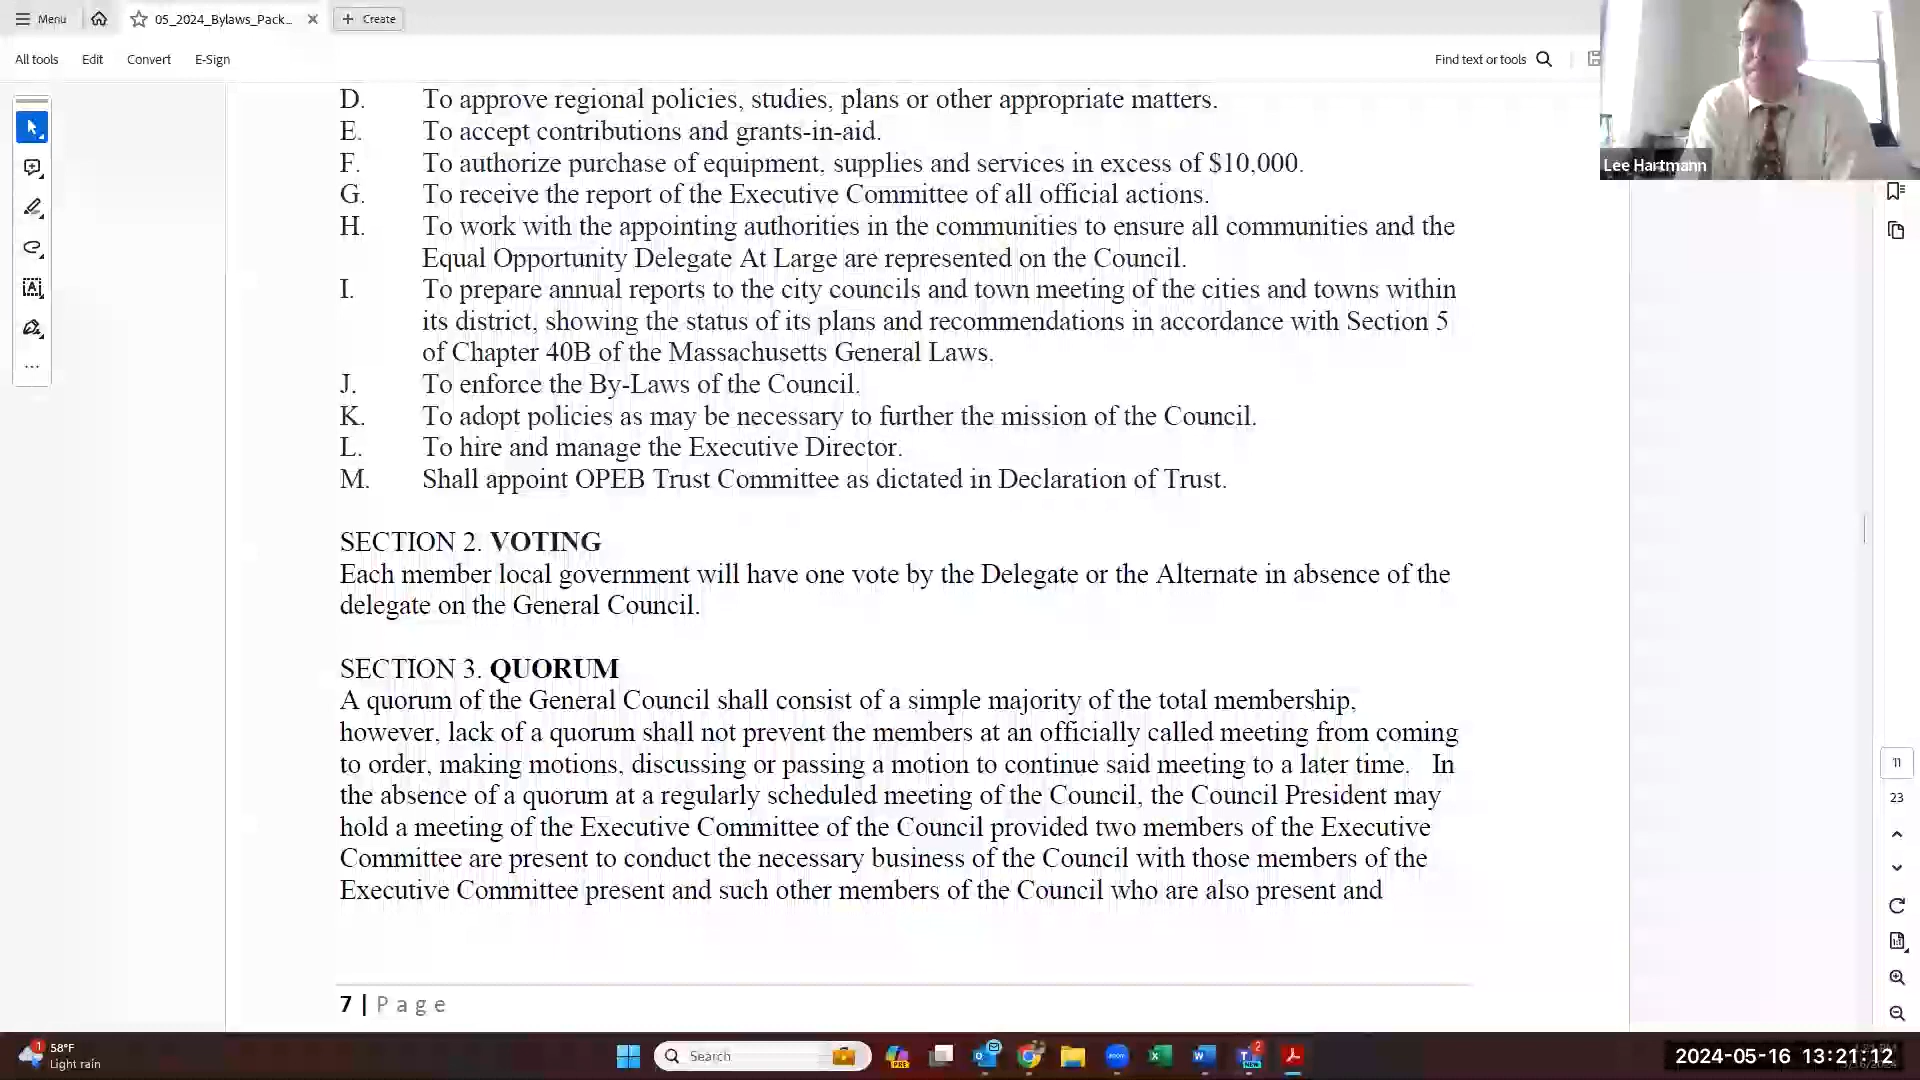 Menu
05_2024_Bylaws_Pack...
Create
All tools
Edit
Convert
E-Sign
Find text or tools
Lee Hartmann
D. To approve regional policies, studies, plans or other appropriate matters.
E. To accept contributions and grants-in-aid.
F. To authorize purchase of equipment, supplies and services in excess of $10,000.
G. To receive the report of the Executive Committee of all official actions.
H. To work with the appointing authorities in the communities to ensure all communities and the
Equal Opportunity Delegate At Large are represented on the Council.
I. To prepare annual reports to the city councils and town meeting of the cities and towns within
its district, showing the status of its plans and recommendations in accordance with Section 5
of Chapter 40B of the Massachusetts General Laws.
J. To enforce the By-Laws of the Council.
K. To adopt policies as may be necessary to further the mission of the Council.
L. To hire and manage the Executive Director.
M. Shall appoint OPEB Trust Committee as dictated in Declaration of Trust.
SECTION 2. VOTING
Each member local government will have one vote by the Delegate or the Alternate in absence of the
delegate on the General Council.
SECTION 3. QUORUM
A quorum of the General Council shall consist of a simple majority of the total membership,
however, lack of a quorum shall not prevent the members at an officially called meeting from coming
to order, making motions, discussing or passing a motion to continue said meeting to a later time. In
the absence of a quorum at a regularly scheduled meeting of the Council, the Council President may
hold a meeting of the Executive Committee of the Council provided two members of the Executive
Committee are present to conduct the necessary business of the Council with those members of the
Executive Committee present and such other members of the Council who are also present and
7 | Page
11
23
1
58°F
Light rain
Search
PRE
zoom
2
NEW
2024-05-16 13:21:12